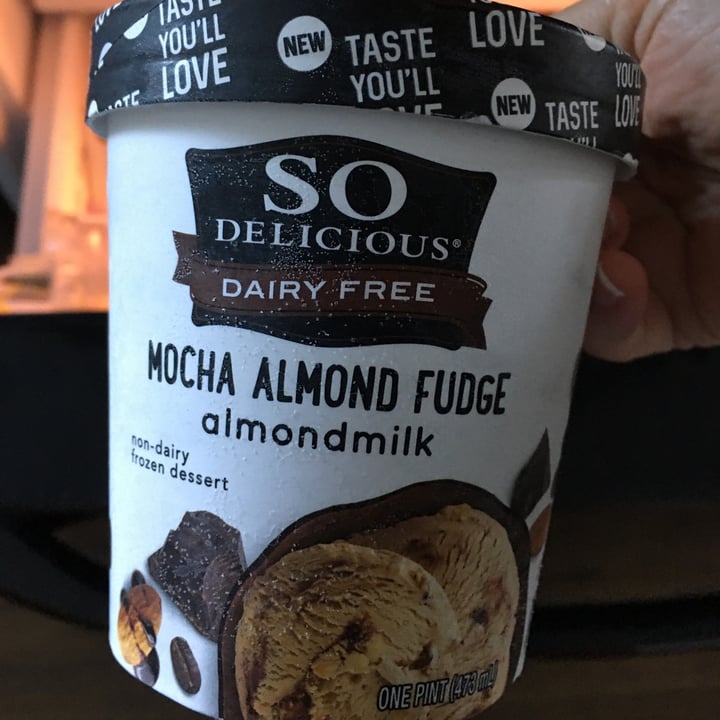 TASTE
YOU'LL
LOVE
NEW
TASTE
YOU'LL
LOVE
NEW
TASTE
YOU'LL
LOVE
SO
DELICIOUS®
DAIRY FREE
MOCHA ALMOND FUDGE
almondmilk
non-dairy
frozen dessert
ONE PINT (473 mL)